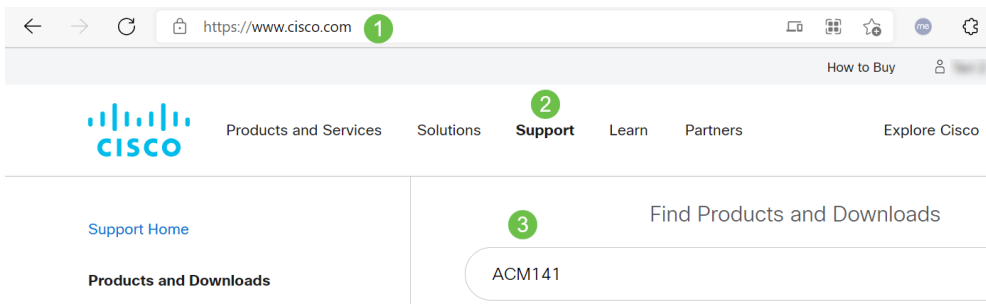 https://www.cisco.com 1
How to Buy
2
CISCO Products and Services Solutions Support Learn Partners Explore Cisco
Support Home
Find Products and Downloads
3
Products and Downloads
ACM141